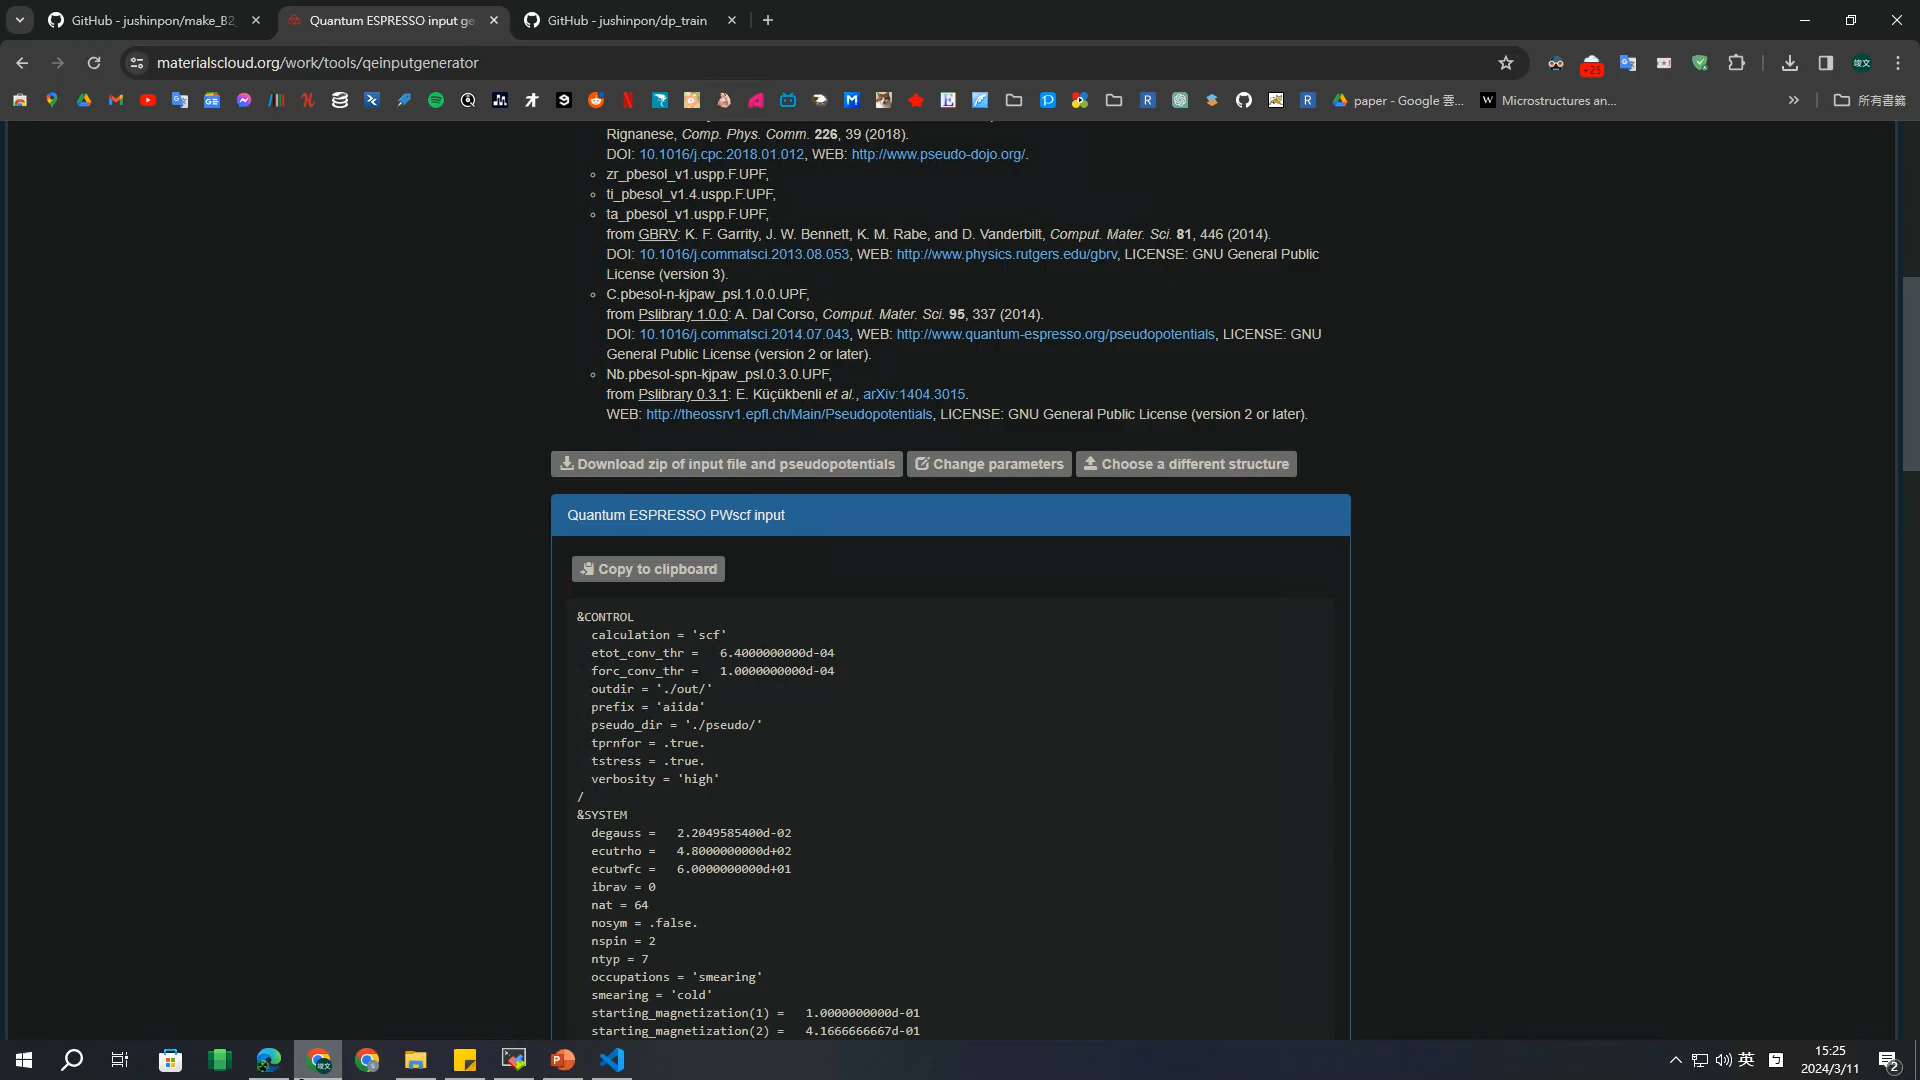 GitHub - jushinpon/make_B2
Quantum ESPRESSO input ge
GitHub - jushinpon/dp_train
materialscloud.org/work/tools/qeinputgenerator
+25
竣文
paper - Google 雲...
Microstructures an...
所有書籤
Rignanese, Comp. Phys. Comm. 226, 39 (2018).
DOI: 10.1016/j.cpc.2018.01.012, WEB: http://www.pseudo-dojo.org/.
zr_pbesol_v1.uspp.F.UPF,
ti_pbesol_v1.4.uspp.F.UPF,
ta_pbesol_v1.uspp.F.UPF,
from GBRV: K. F. Garrity, J. W. Bennett, K. M. Rabe, and D. Vanderbilt, Comput. Mater. Sci. 81, 446 (2014).
DOI: 10.1016/j.commatsci.2013.08.053, WEB: http://www.physics.rutgers.edu/gbrv, LICENSE: GNU General Public
License (version 3).
C.pbesol-n-kjpaw_psl.1.0.0.UPF,
from Pslibrary 1.0.0: A. Dal Corso, Comput. Mater. Sci. 95, 337 (2014).
DOI: 10.1016/j.commatsci.2014.07.043, WEB: http://www.quantum-espresso.org/pseudopotentials, LICENSE: GNU
General Public License (version 2 or later).
Nb.pbesol-spn-kjpaw_psl.0.3.0.UPF,
from Pslibrary 0.3.1: E. Küçükbenli et al., arXiv:1404.3015.
WEB: http://theossrv1.epfl.ch/Main/Pseudopotentials, LICENSE: GNU General Public License (version 2 or later).
Download zip of input file and pseudopotentials Change parameters Choose a different structure
Quantum ESPRESSO PWscf input
Copy to clipboard
&CONTROL
calculation = 'scf'
etot_conv_thr = 6.4000000000d-04
forc_conv_thr = 1.0000000000d-04
outdir = './out/'
prefix = 'aiida'
pseudo_dir = './pseudo/'
tprnfor = .true.
tstress = .true.
verbosity = 'high'
/
&SYSTEM
degauss = 2.2049585400d-02
ecutrho = 4.8000000000d+02
ecutwfc = 6.0000000000d+01
ibrav = 0
nat = 64
nosym = .false.
nspin = 2
ntyp = 7
occupations = 'smearing'
smearing = 'cold'
starting_magnetization(1) = 1.0000000000d-01
starting_magnetization(2) = 4.1666666667d-01
英
15:25
2024/3/11
2